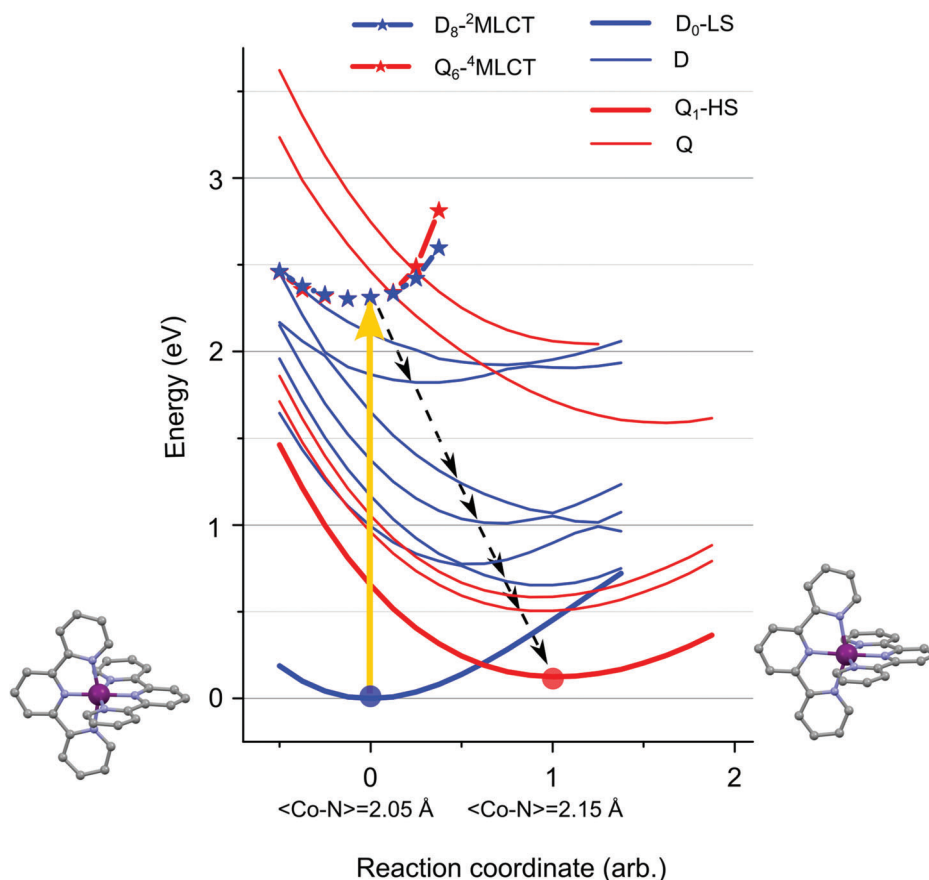 D₈-²MLCT
Q₆-⁴MLCT
D₀-LS
D
Q₁-HS
Q
Energy (eV)
3
2
1
0
0 1 2
<Co-N>=2.05 Å <Co-N>=2.15 Å
Reaction coordinate (arb.)